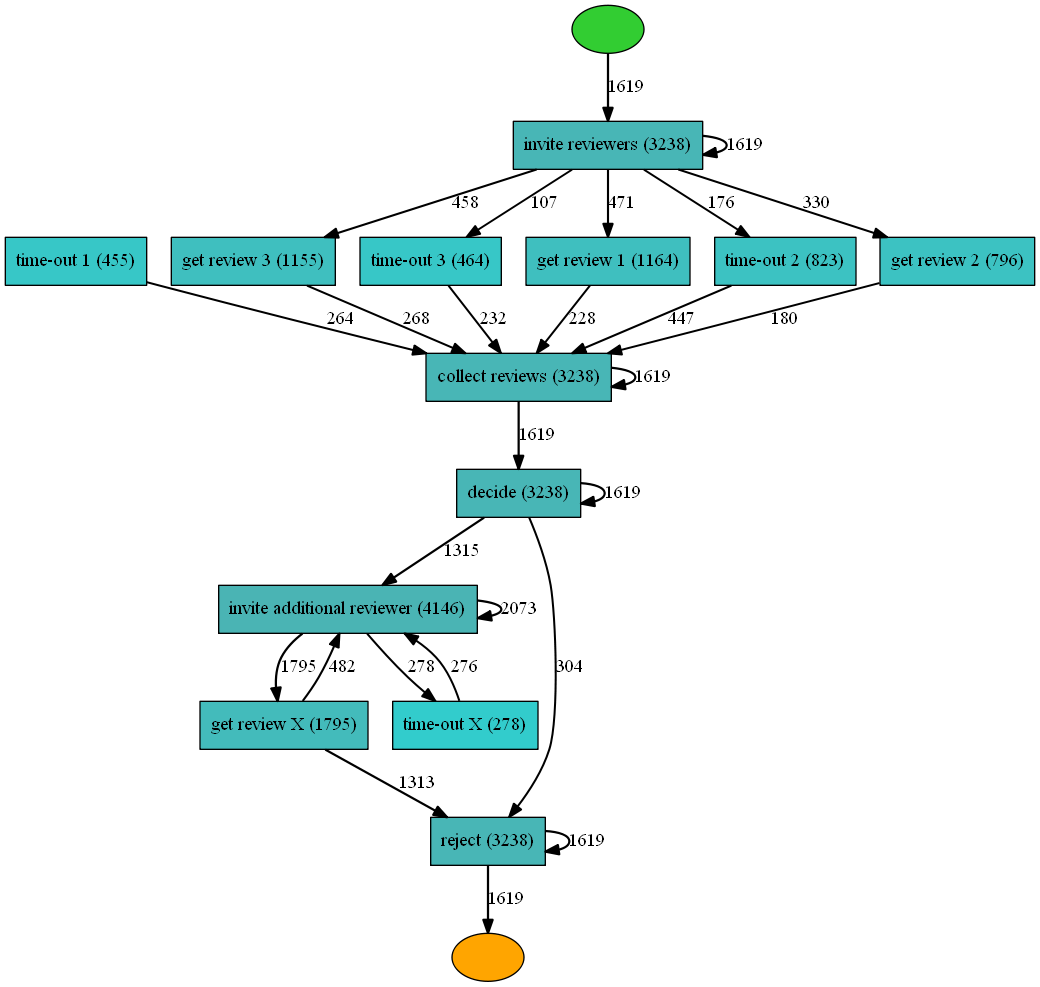 1619
invite reviewers (3238)
1619
458
107
471
176
330
time-out 1 (455)
get review 3 (1155)
time-out 3 (464)
get review 1 (1164)
time-out 2 (823)
get review 2 (796)
264
268
232
228
447
180
collect reviews (3238)
1619
1619
decide (3238)
1619
1315
invite additional reviewer (4146)
2073
1795
482
278
276
304
get review X (1795)
time-out X (278)
1313
reject (3238)
1619
1619